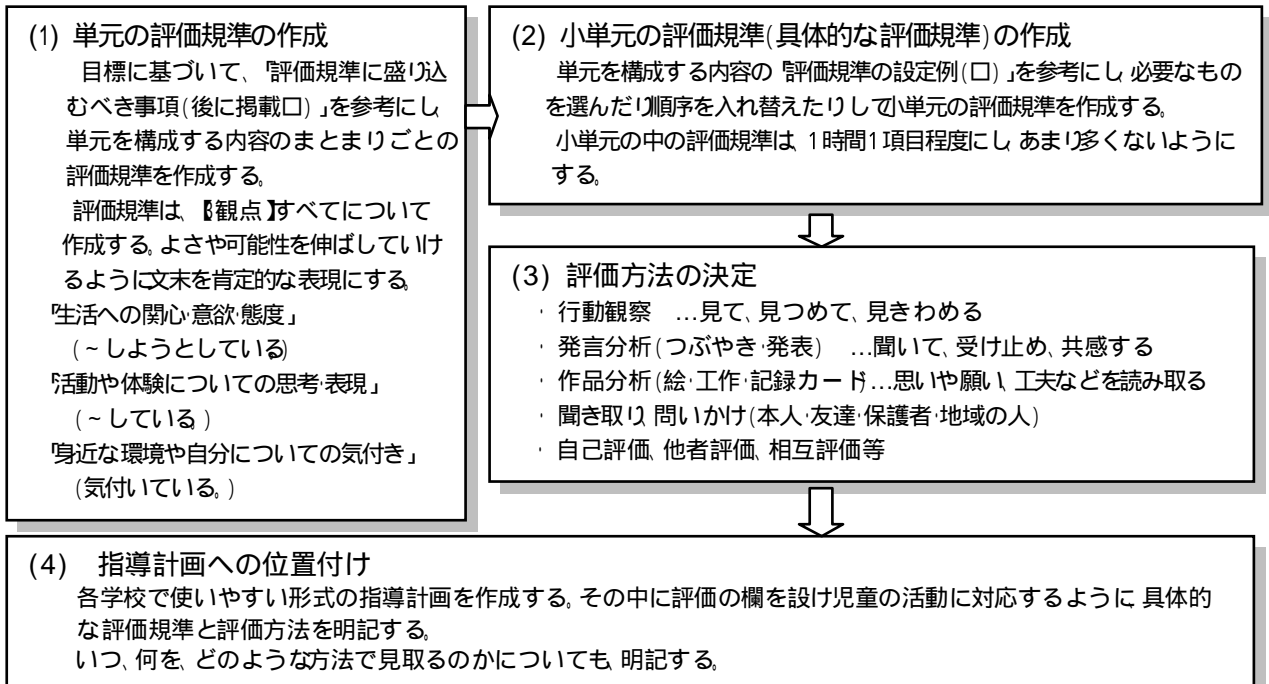 (1) 単元の評価規準の作成
目標に基づいて、「評価規準に盛り込
むべき事項(後に掲載□)」を参考にし、
単元を構成する内容のまとまりごとの
評価規準を作成する。
評価規準は、【3観点】すべてについて
作成する。よさや可能性を伸ばしていけ
るように文末を肯定的な表現にする。
「生活への関心・意欲・態度」
(~しようとしている)
「活動や体験についての思考・表現」
(~している。)
「身近な環境や自分についての気付き」
(気付いている。)
(2) 小単元の評価規準(具体的な評価規準)の作成
単元を構成する内容の「評価規準の設定例(□)」を参考にし、必要なもの
を選んだり順序を入れ替えたりして小単元の評価規準を作成する。
小単元の中の評価規準は、1時間1項目程度にし、あまり多くないように
する。
(3) 評価方法の決定
・ 行動観察 …見て、見つめて、見きわめる
・ 発言分析(つぶやき・発表) …聞いて、受け止め、共感する
・ 作品分析(絵・工作・記録カード)…思いや願い、工夫などを読み取る
・ 聞き取り、問いかけ(本人・友達・保護者・地域の人)
・ 自己評価、他者評価、相互評価等
(4) 指導計画への位置付け
各学校で使いやすい形式の指導計画を作成する。その中に評価の欄を設け児童の活動に対応するように、具体的
な評価規準と評価方法を明記する。
いつ、何を、どのような方法で見取るのかについても、明記する。